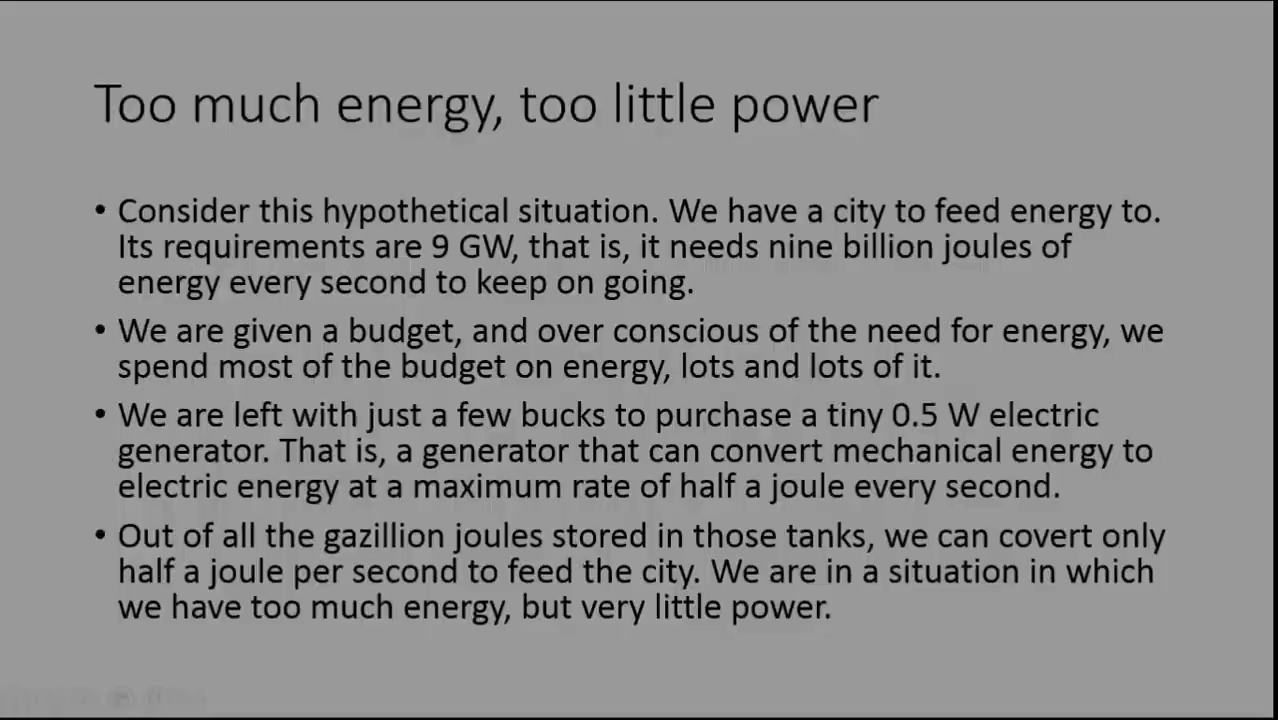 Too much energy, too little power
• Consider this hypothetical situation. We have a city to feed energy to.
Its requirements are 9 GW, that is, it needs nine billion joules of
energy every second to keep on going.
• We are given a budget, and over conscious of the need for energy, we
spend most of the budget on energy, lots and lots of it.
• We are left with just a few bucks to purchase a tiny 0.5 W electric
generator. That is, a generator that can convert mechanical energy to
electric energy at a maximum rate of half a joule every second.
• Out of all the gazillion joules stored in those tanks, we can covert only
half a joule per second to feed the city. We are in a situation in which
we have too much energy, but very little power.